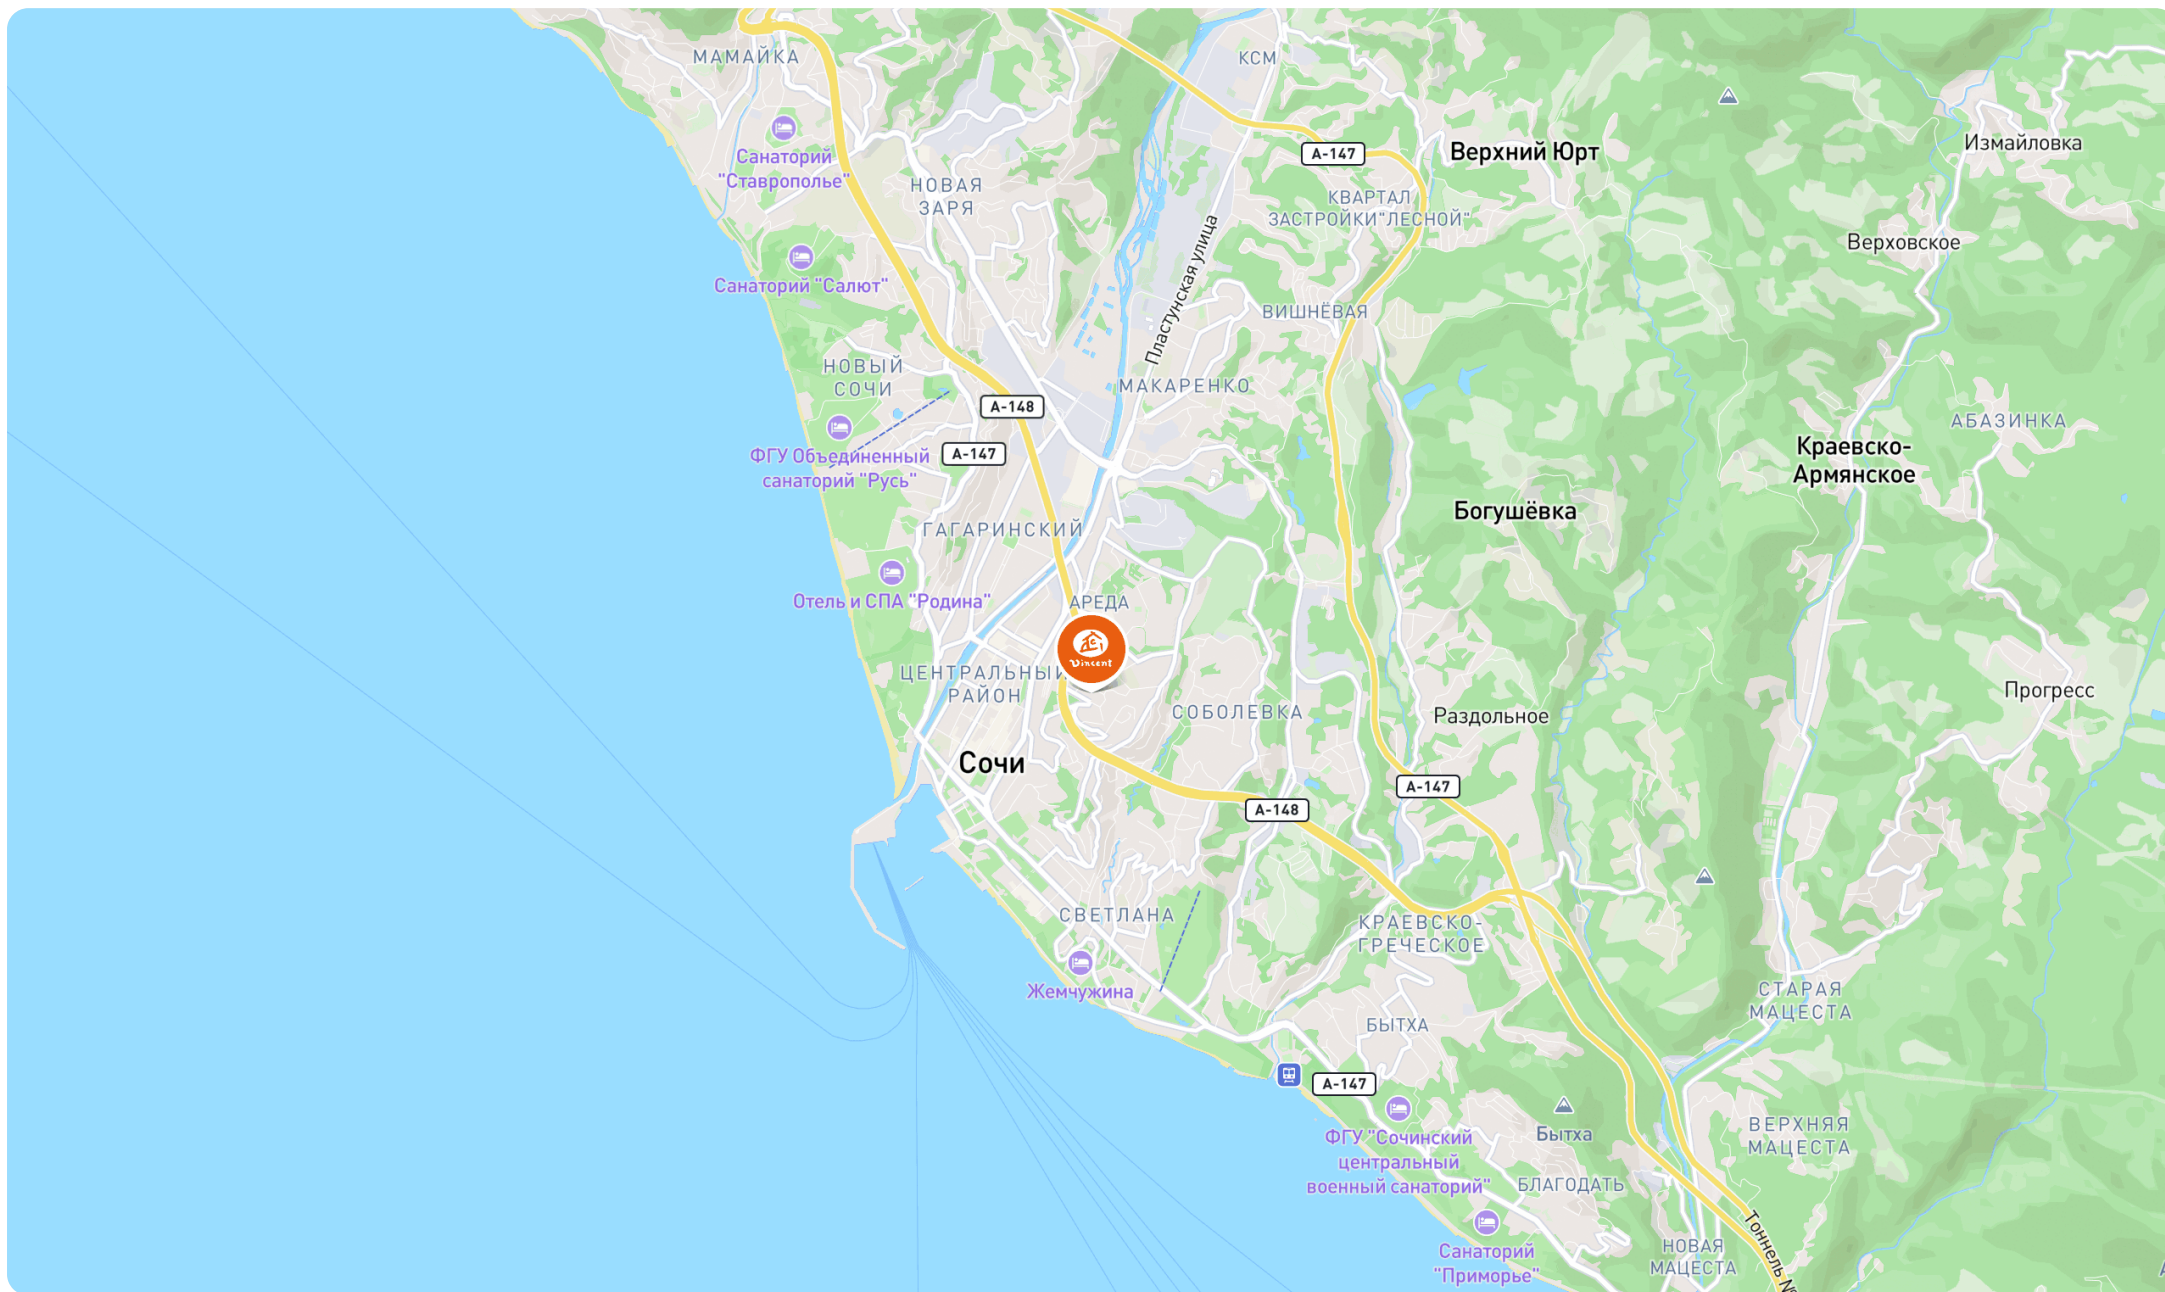 МАМАЙКА
КСМ
Санаторий
"Ставрополье"
НОВАЯ
ЗАРЯ
А-147
Верхний Юрт
Измайловка
КВАРТАЛ
ЗАСТРОЙКИ"ЛЕСНОЙ"
Верховское
Санаторий "Салют"
Пластунская улица
ВИШНЁВАЯ
НОВЫЙ
СОЧИ
МАКАРЕНКО
А-148
АБАЗИНКА
А-147
ФГУ Объединенный
санаторий "Русь"
Краевско-
Армянское
Богушёвка
ГАГАРИНСКИЙ
Отель и СПА "Родина"
АРЕДА
Vincent
ЦЕНТРАЛЬНЫЙ
РАЙОН
СОБОЛЕВКА
Раздольное
Прогресс
Сочи
А-147
А-148
СВЕТЛАНА
КРАЕВСКО-
ГРЕЧЕСКОЕ
Жемчужина
СТАРАЯ
МАЦЕСТА
БЫТХА
А-147
ФГУ "Сочинский
центральный
военный санаторий"
Бытха
ВЕРХНЯЯ
МАЦЕСТА
БЛАГОДАТЬ
Санаторий
"Приморье"
НОВАЯ
МАЦЕСТА
Тоннель №